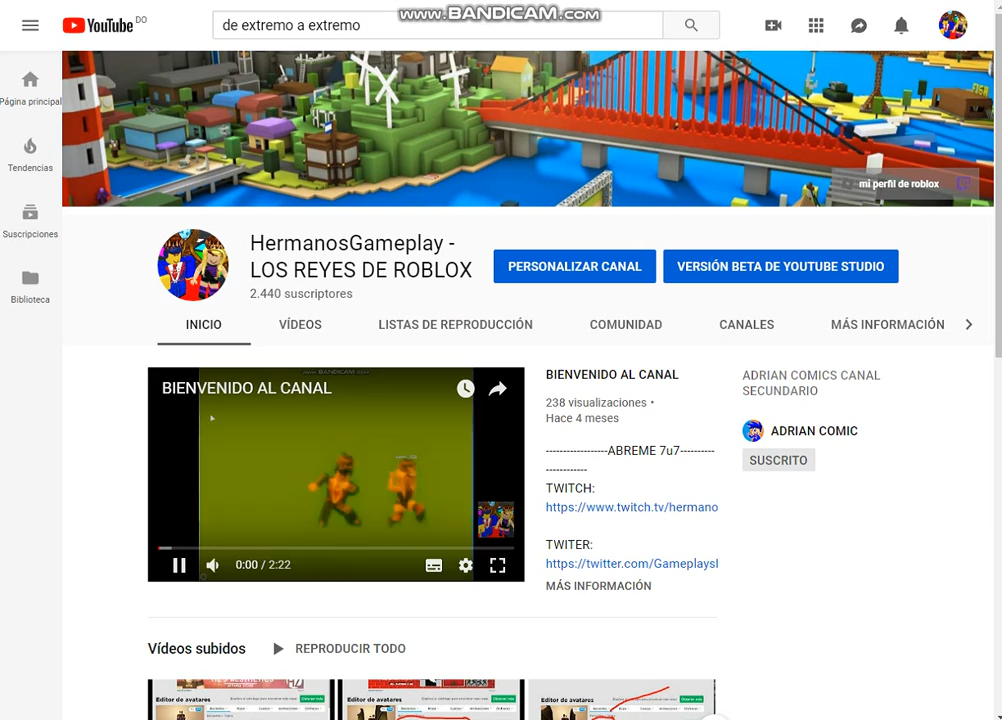 www.BANDICAM.com
YouTube DO
de extremo a extremo
Página principal
Tendencias
Suscripciones
Biblioteca
mi perfil de roblox
HermanosGameplay -
LOS REYES DE ROBLOX
2.440 suscriptores
PERSONALIZAR CANAL
VERSIÓN BETA DE YOUTUBE STUDIO
INICIO
VÍDEOS
LISTAS DE REPRODUCCIÓN
COMUNIDAD
CANALES
MÁS INFORMACIÓN
BIENVENIDO AL CANAL
0:00 / 2:22
BIENVENIDO AL CANAL
238 visualizaciones •
Hace 4 meses
------------------ABREME 7u7----------
------------
TWITCH:
https://www.twitch.tv/hermano
TWITER:
https://twitter.com/Gameplaysl
MÁS INFORMACIÓN
ADRIAN COMICS CANAL
SECUNDARIO
ADRIAN COMIC
SUSCRITO
Vídeos subidos
REPRODUCIR TODO
Editor de avatares
Editor de avatares
Editor de avatares